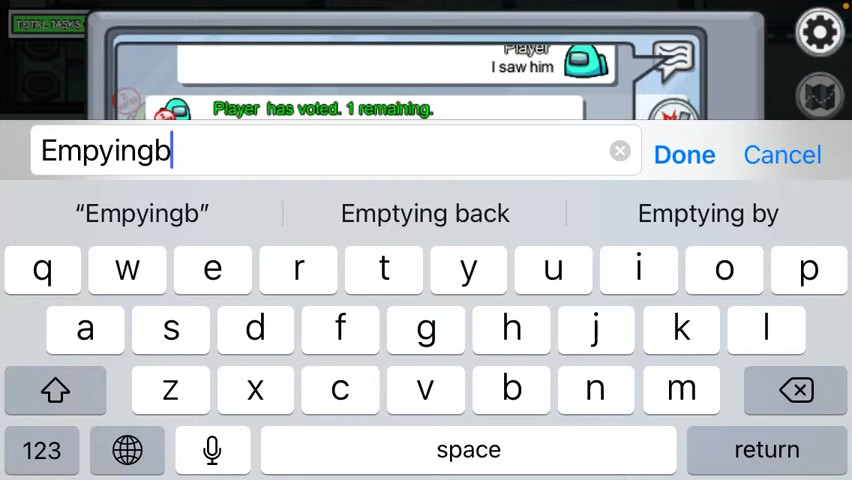 TOTAL TASKS
Player
I saw him
Player has voted. 1 remaining.
Empyingb
Done
Cancel
“Empyingb”
Emptying back
Emptying by
q w e r t y u i o p
a s d f g h j k l
z x c v b n m
123
space
return